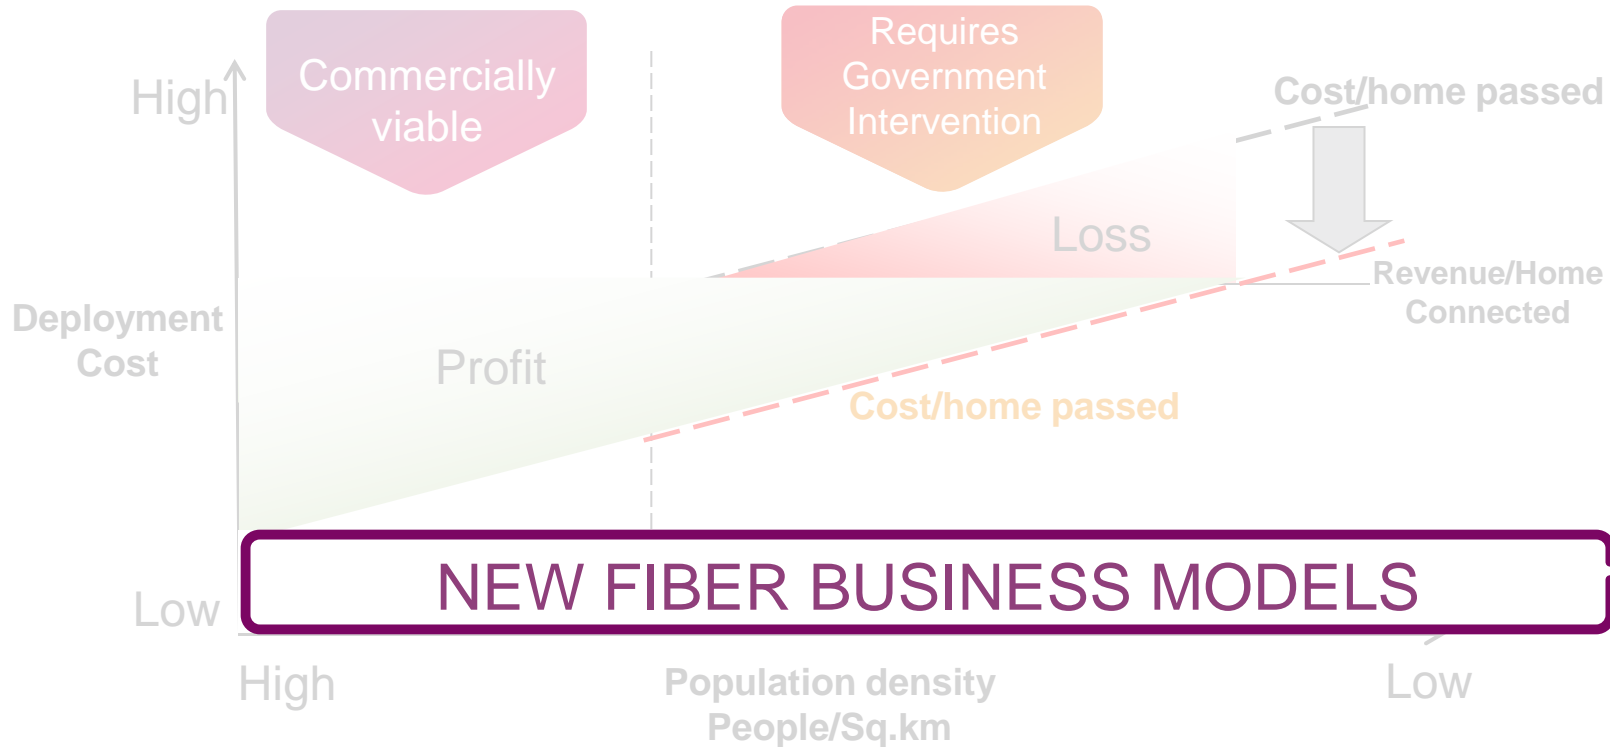 High
Commercially
viable
Requires
Government
Intervention
Cost/home passed
Loss
Revenue/Home
Connected
Deployment
Cost
Profit
Cost/home passed
NEW FIBER BUSINESS MODELS
Low
High
Population density
People/Sq.km
Low